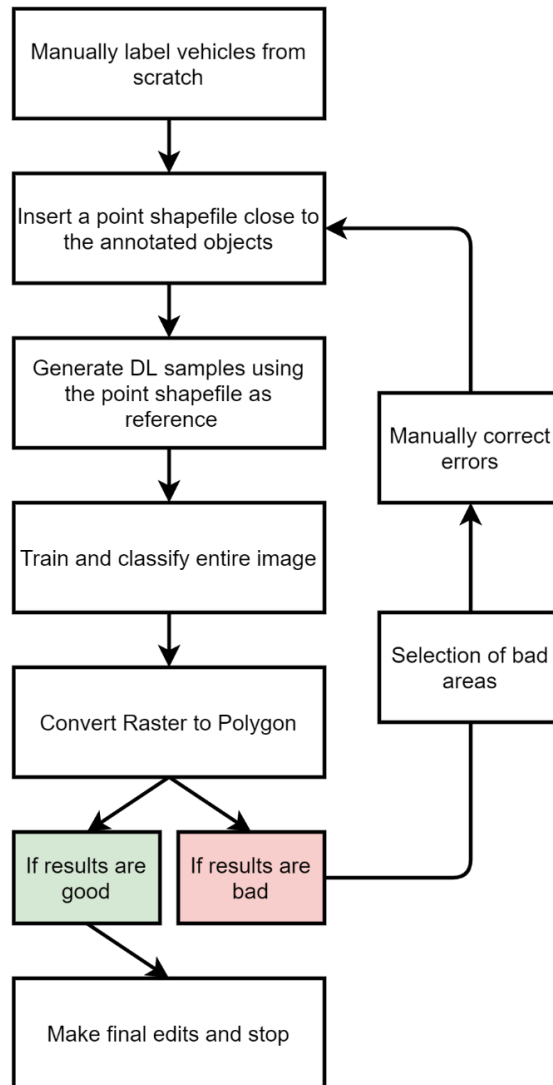 Manually label vehicles from
scratch
Insert a point shapefile close to
the annotated objects
Generate DL samples using
the point shapefile as
reference
Manually correct
errors
Train and classify entire image
Selection of bad
areas
Convert Raster to Polygon
If results are
good
If results are
bad
Make final edits and stop